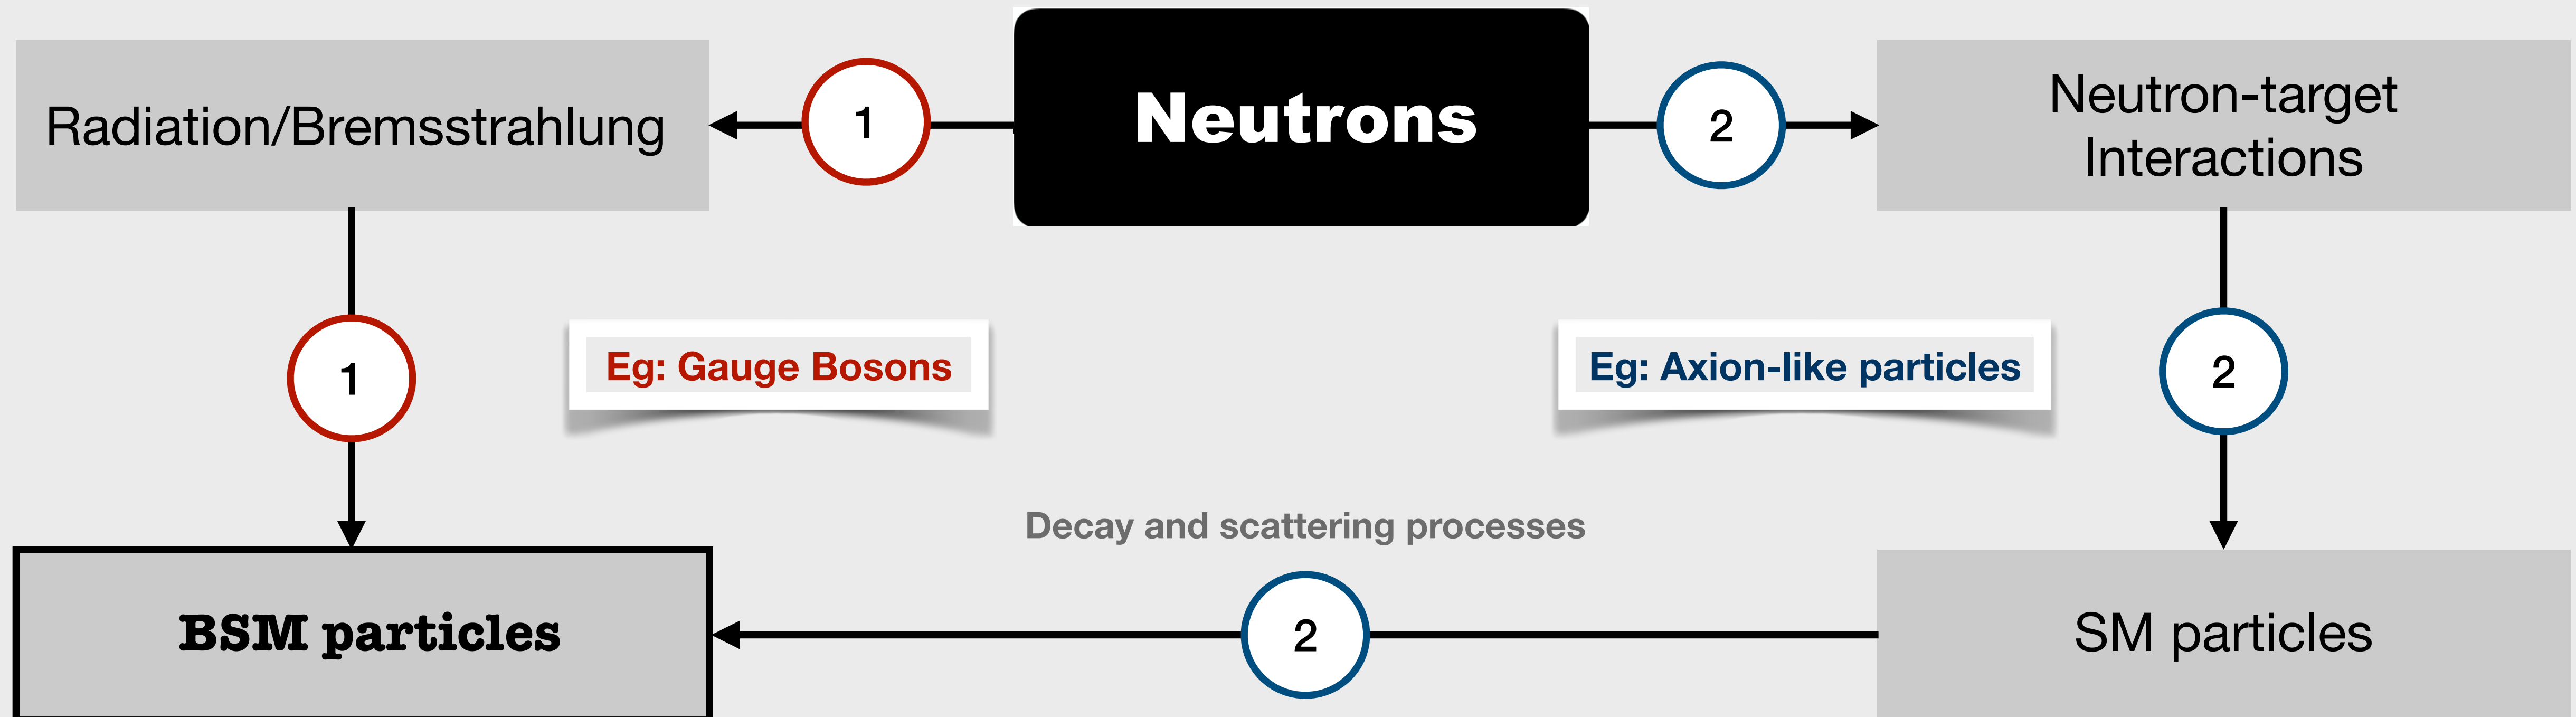 Radiation/Bremsstrahlung
1
Neutrons
2
Neutron-target
Interactions
1
Eg: Gauge Bosons
Eg: Axion-like particles
2
Decay and scattering processes
BSM particles
2
SM particles